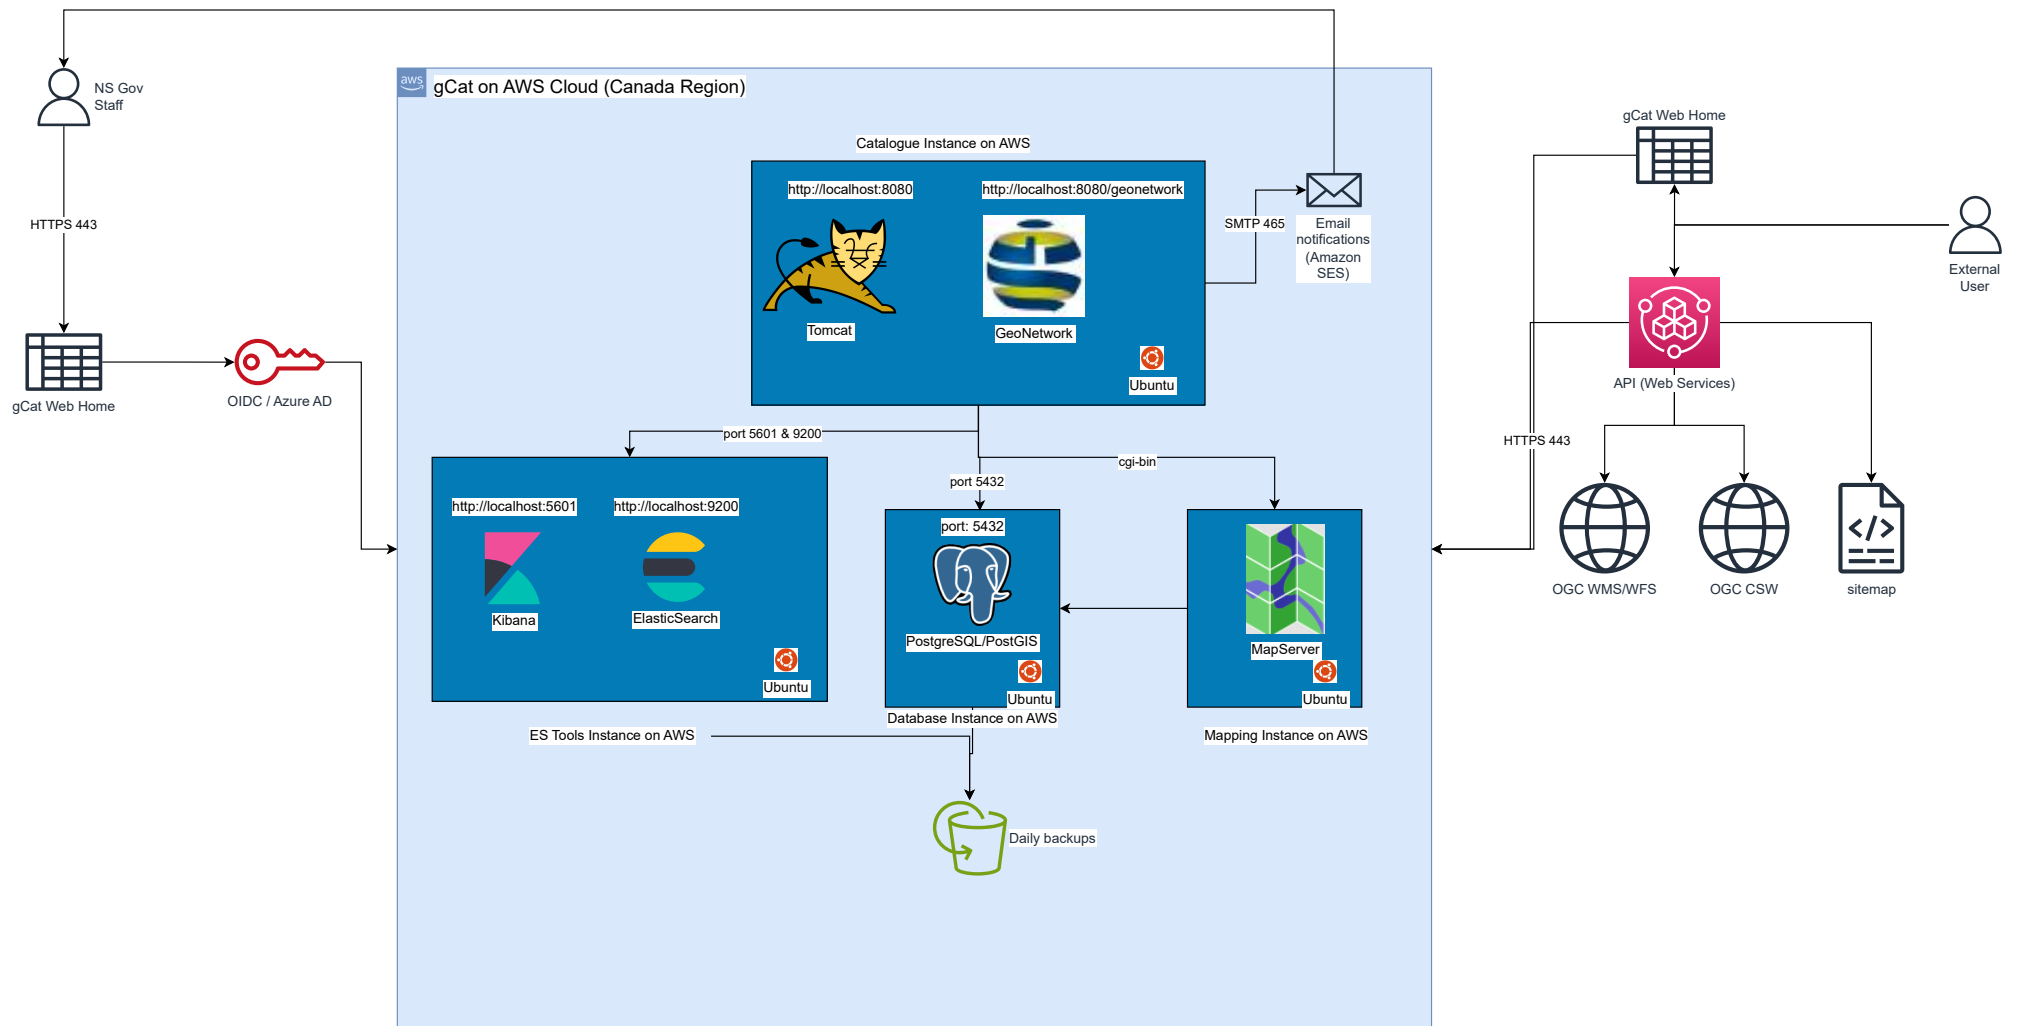 NS Gov
Staff
HTTPS 443
gCat Web Home
OIDC / Azure AD
aws
gCat on AWS Cloud (Canada Region)
Catalogue Instance on AWS
http://localhost:8080
http://localhost:8080/geonetwork
Tomcat
GeoNetwork
Ubuntu
SMTP 465
Email
notifications
(Amazon
SES)
port 5601 & 9200
port 5432
cgi-bin
http://localhost:5601
http://localhost:9200
Kibana
ElasticSearch
Ubuntu
ES Tools Instance on AWS
port: 5432
PostgreSQL/PostGIS
Ubuntu
Database Instance on AWS
MapServer
Ubuntu
Mapping Instance on AWS
Daily backups
gCat Web Home
External
User
API (Web Services)
HTTPS 443
OGC WMS/WFS
OGC CSW
sitemap